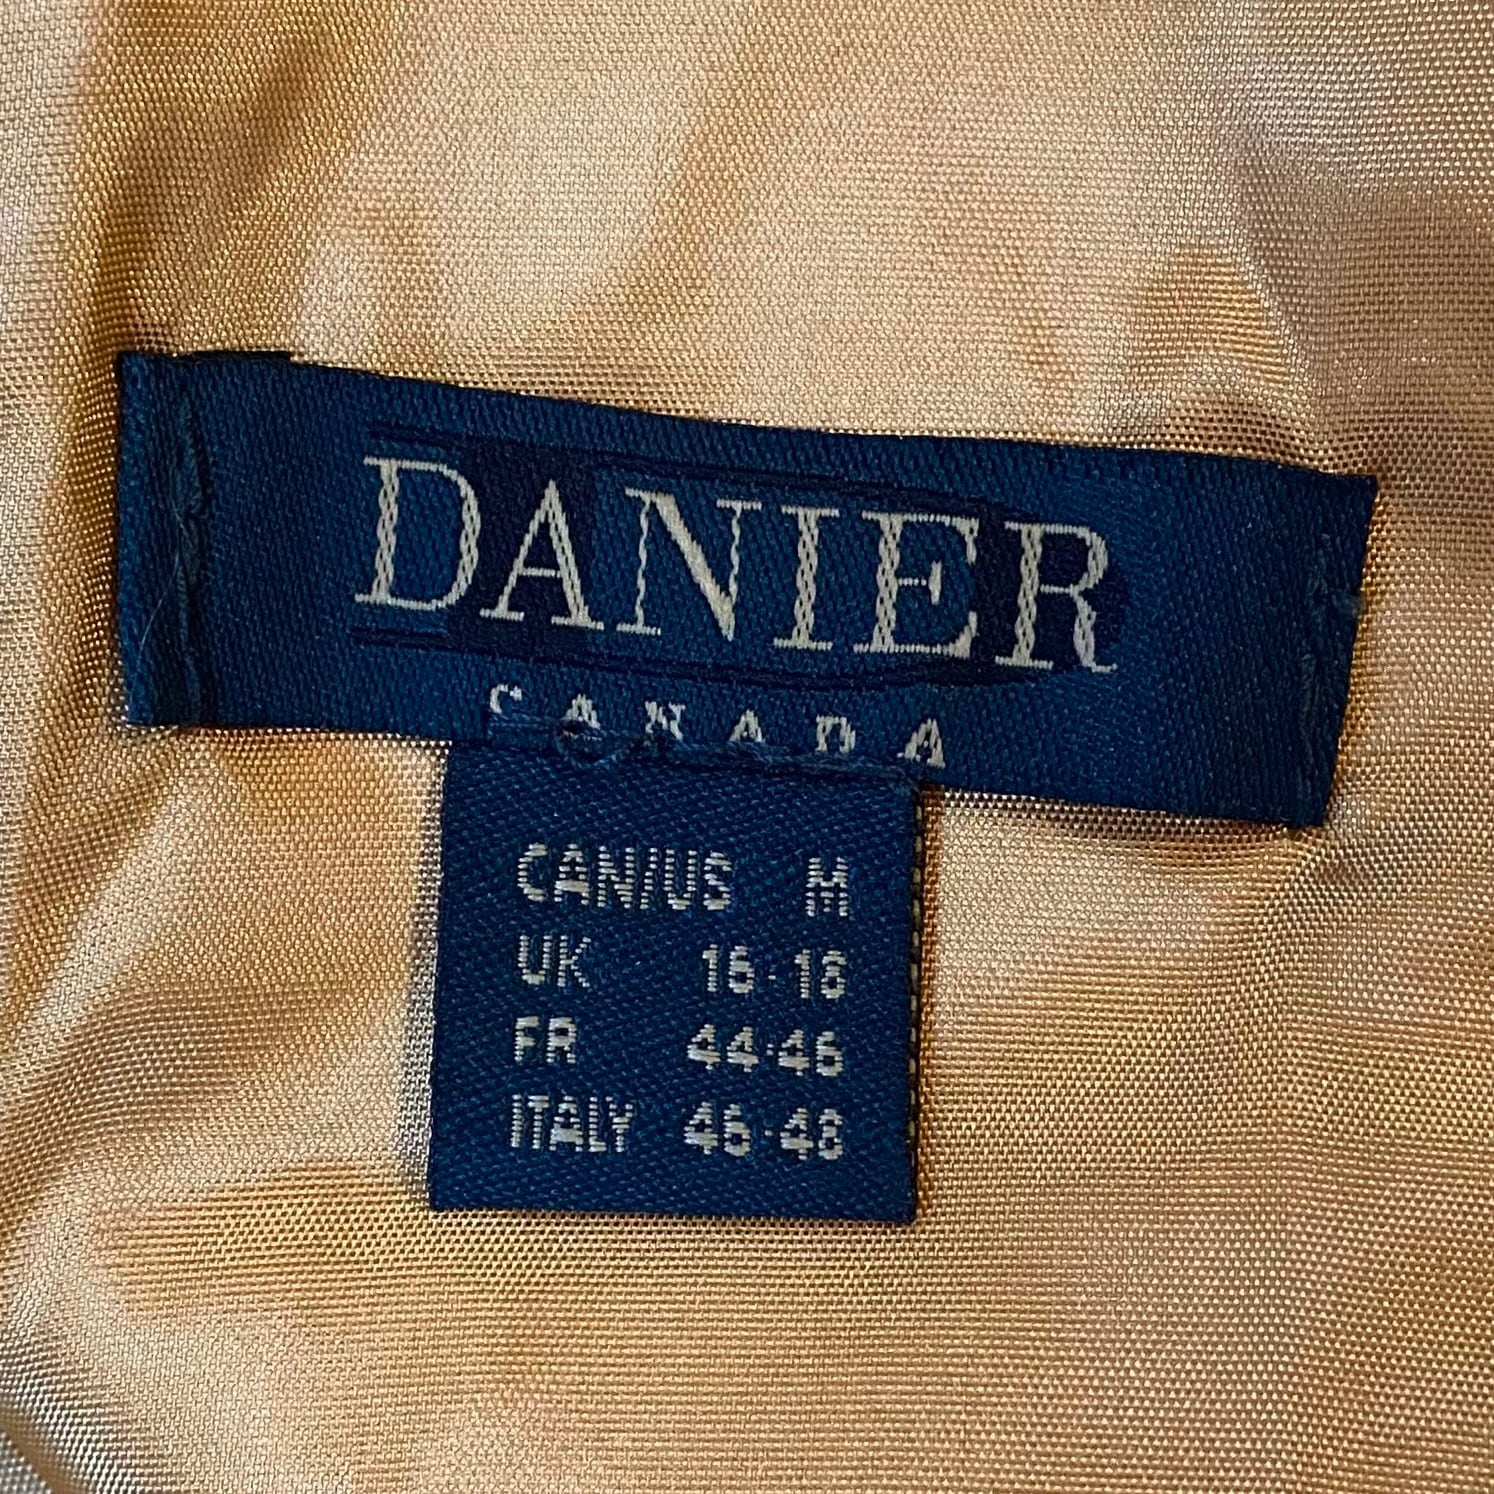 DANIER
CANADA
CAN/US M
UK 16-18
FR 44-46
ITALY 46-48